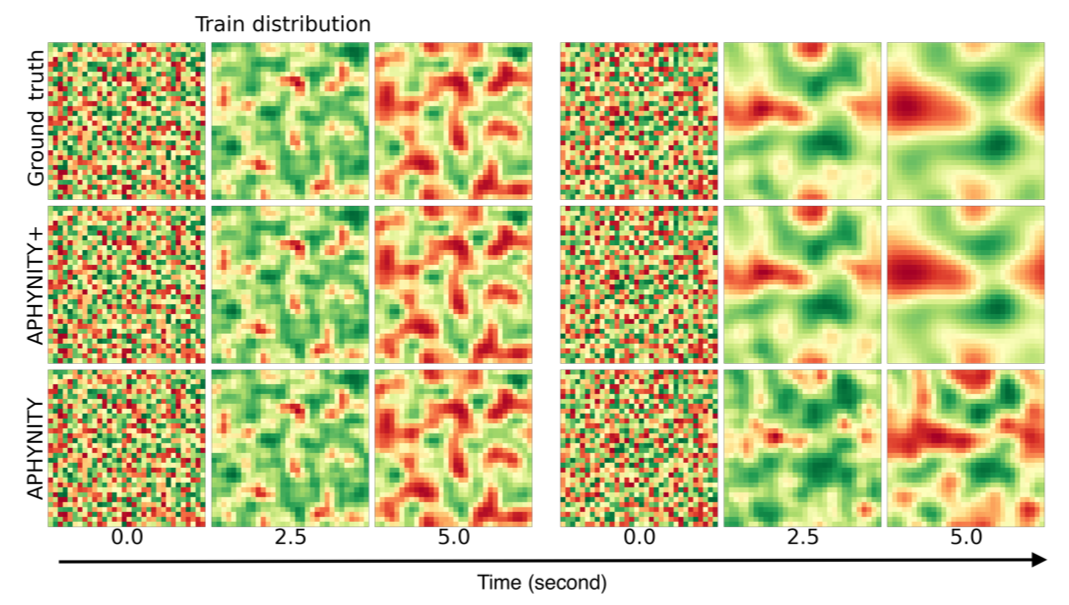 Train distribution
Ground truth
APHYNITY+
APHYNITY
0.0 2.5 5.0 0.0 2.5 5.0
Time (second)